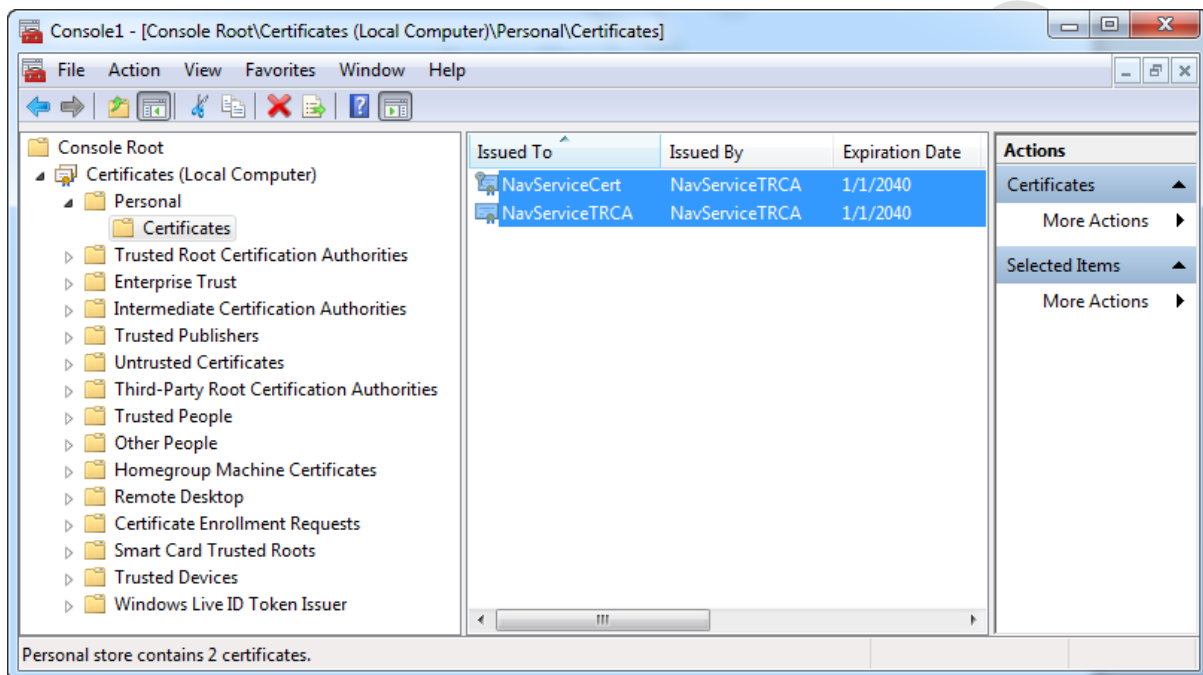 Console1 - [Console Root\Certificates (Local Computer)\Personal\Certificates]
File Action View Favorites Window Help
Console Root
Certificates (Local Computer)
Personal
Certificates
Trusted Root Certification Authorities
Enterprise Trust
Intermediate Certification Authorities
Trusted Publishers
Untrusted Certificates
Third-Party Root Certification Authorities
Trusted People
Other People
Homegroup Machine Certificates
Remote Desktop
Certificate Enrollment Requests
Smart Card Trusted Roots
Trusted Devices
Windows Live ID Token Issuer
Issued To Issued By Expiration Date
NavServiceCert NavServiceTRCA 1/1/2040
NavServiceTRCA NavServiceTRCA 1/1/2040
Actions
Certificates
More Actions
Selected Items
More Actions
Personal store contains 2 certificates.